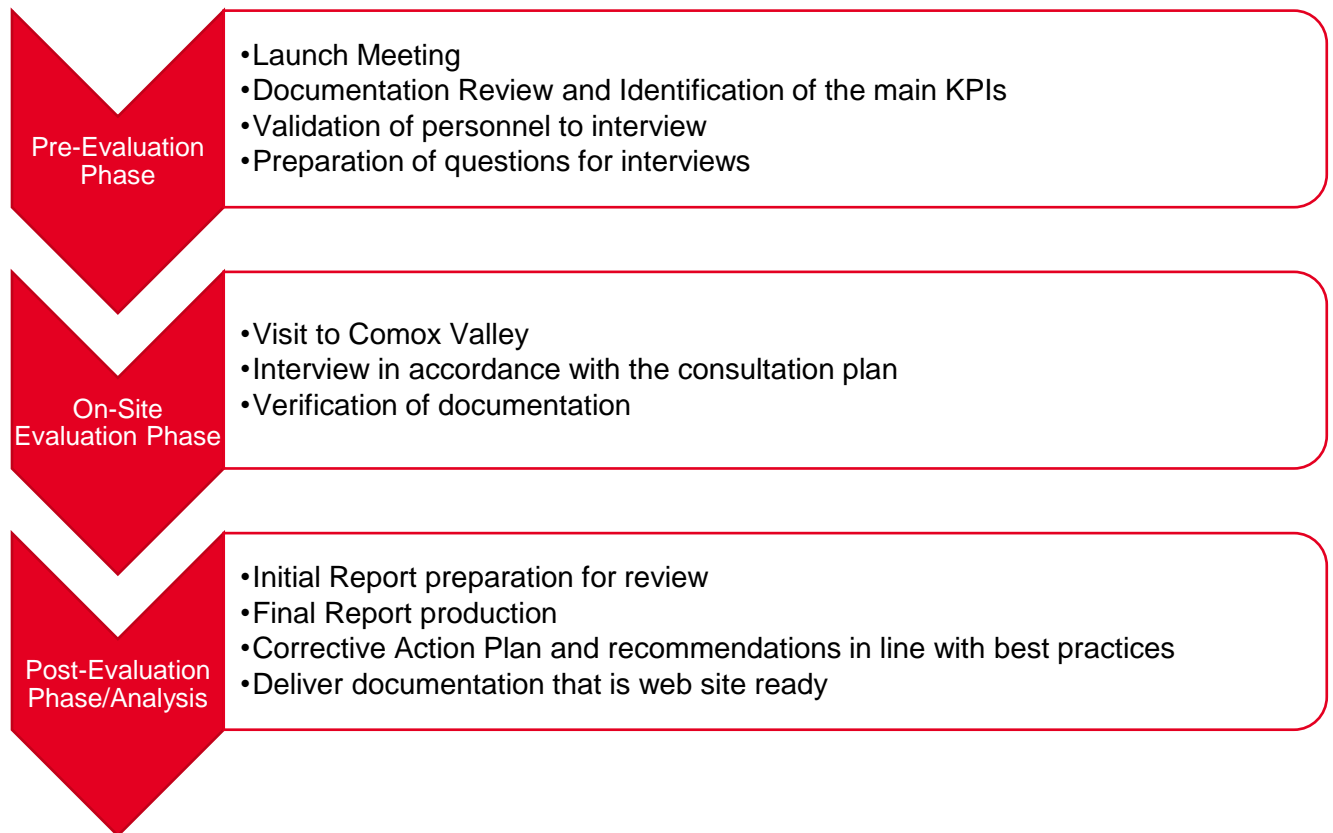 Pre-Evaluation
Phase
•Launch Meeting
•Documentation Review and Identification of the main KPIs
•Validation of personnel to interview
•Preparation of questions for interviews
On-Site
Evaluation Phase
•Visit to Comox Valley
•Interview in accordance with the consultation plan
•Verification of documentation
Post-Evaluation
Phase/Analysis
•Initial Report preparation for review
•Final Report production
•Corrective Action Plan and recommendations in line with best practices
•Deliver documentation that is web site ready